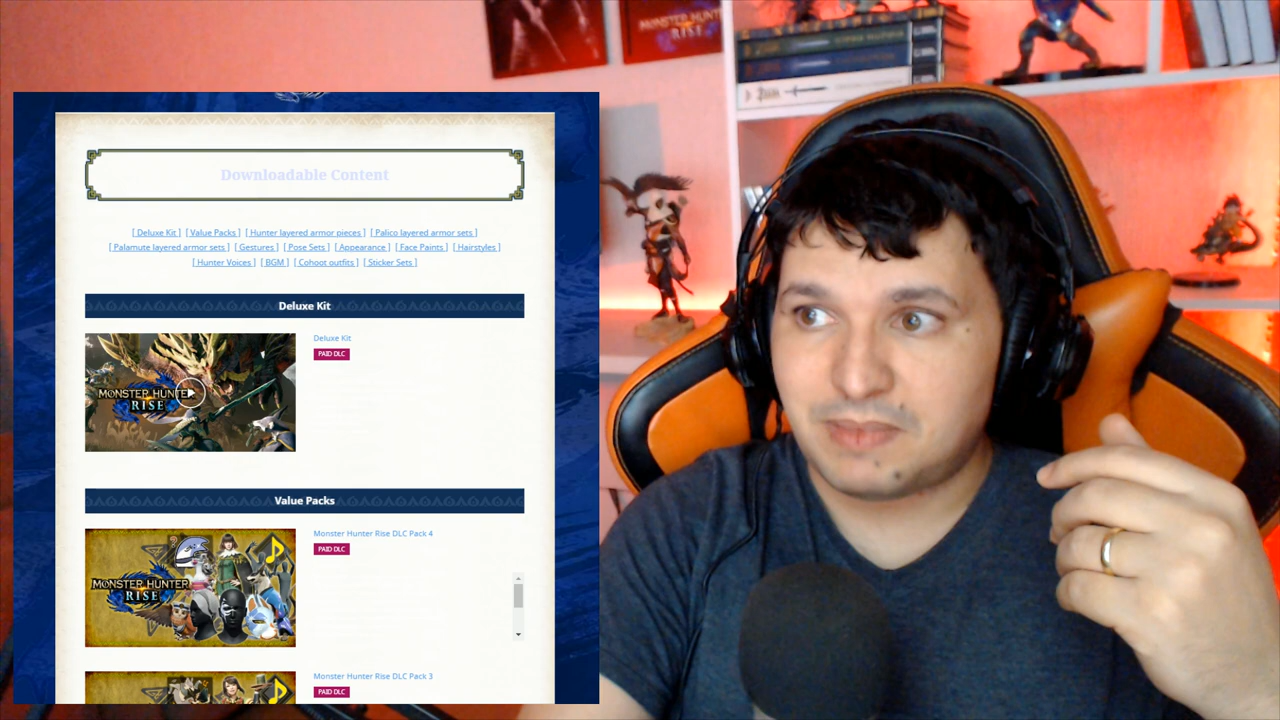 MONSTER HUNTER
RISE
Downloadable Content
[ Deluxe Kit ] [ Value Packs ] [ Hunter layered armor pieces ] [ Palico layered armor sets ]
[ Palamute layered armor sets ] [ Gestures ] [ Pose Sets ] [ Appearance ] [ Face Paints ] [ Hairstyles ]
[ Hunter Voices ] [ BGM ] [ Cohoot outfits ] [ Sticker Sets ]
Deluxe Kit
Deluxe Kit
PAID DLC
MONSTER HUNTER
RISE
Value Packs
Monster Hunter Rise DLC Pack 4
PAID DLC
MONSTER HUNTER
RISE
Monster Hunter Rise DLC Pack 3
PAID DLC